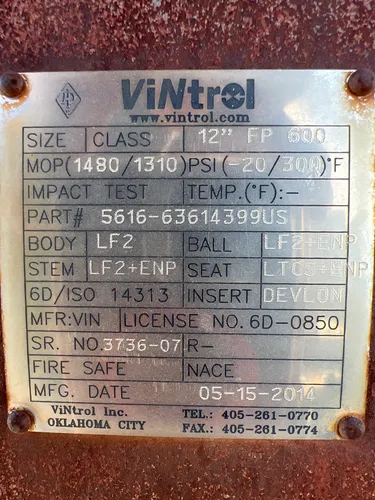 ViNtrol
www.vintrol.com
SIZE CLASS 12" FP 600
MOP(1480/1310)PSI(-20/300)°F
IMPACT TEST TEMP.(°F):-
PART# 5616-63614399US
BODY LF2 BALL LF2+ENP
STEM LF2+ENP SEAT LTCS+ENP
6D/ISO 14313 INSERT DEVLON
MFR:VIN LICENSE NO. 6D-0850
SR. NO.3736-07 R-
FIRE SAFE NACE
MFG. DATE 05-15-2014
ViNtrol Inc. TEL.: 405-261-0770
OKLAHOMA CITY FAX.: 405-261-0774